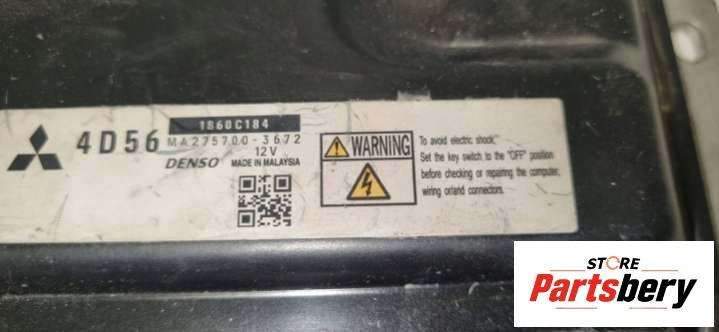 4D56
1860C184
MA275700-3672
12V
DENSO MADE IN MALAYSIA
WARNING
To avoid electric shock,
Set the key switch to the "OFF" position
before checking or repairing the computer,
wiring or/and connectors.
STORE
Partsbery